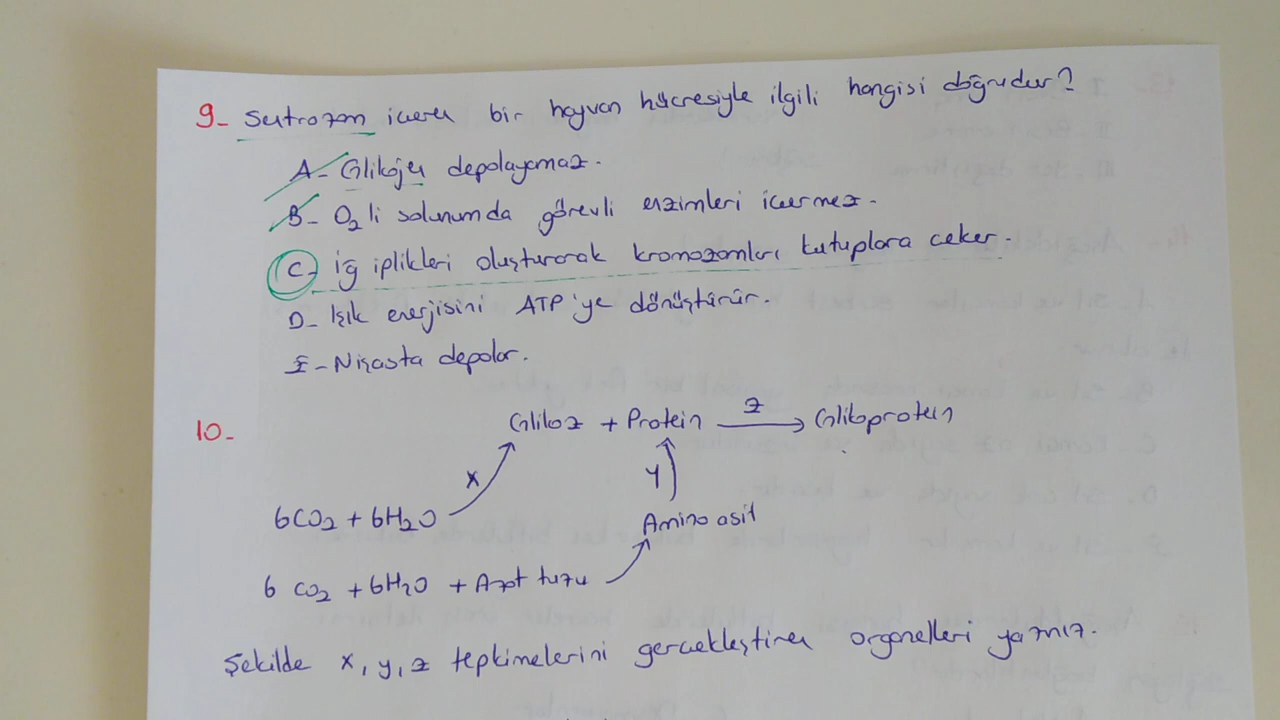 9- Sentrozom içeren bir hayvan hücresiyle ilgili hangisi doğrudur?
A- Glikojen depolayamaz.
B- O2 li solunumda görevli enzimleri içermez.
C- İğ iplikleri oluşturarak kromozomları kutuplara çeker.
D- Işık enerjisini ATP'ye dönüştürür.
E- Nişasta depolar.
10-
Glikoz + Protein z Glikoprotein
x y
6CO2 + 6H2O
Amino asit
6 CO2 + 6H2O + Azot tuzu
Şekilde x, y, z tepkimelerini gerçekleştiren organelleri yazınız.